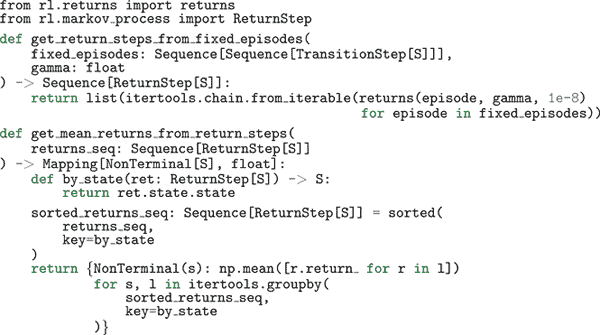 from rl.returns import returns
from rl.markov_process import ReturnStep
def get_return_steps_from_fixed_episodes(
    fixed_episodes: Sequence[Sequence[TransitionStep[S]]],
    gamma: float
) -> Sequence[ReturnStep[S]]:
    return list(itertools.chain.from_iterable(returns(episode, gamma, 1e-8)
                                              for episode in fixed_episodes))
def get_mean_returns_from_return_steps(
    returns_seq: Sequence[ReturnStep[S]]
) -> Mapping[NonTerminal[S], float]:
    def by_state(ret: ReturnStep[S]) -> S:
        return ret.state.state
    sorted_returns_seq: Sequence[ReturnStep[S]] = sorted(
        returns_seq,
        key=by_state
    )
    return {NonTerminal(s): np.mean([r.return_ for r in l])
            for s, l in itertools.groupby(
                sorted_returns_seq,
                key=by_state
            )}